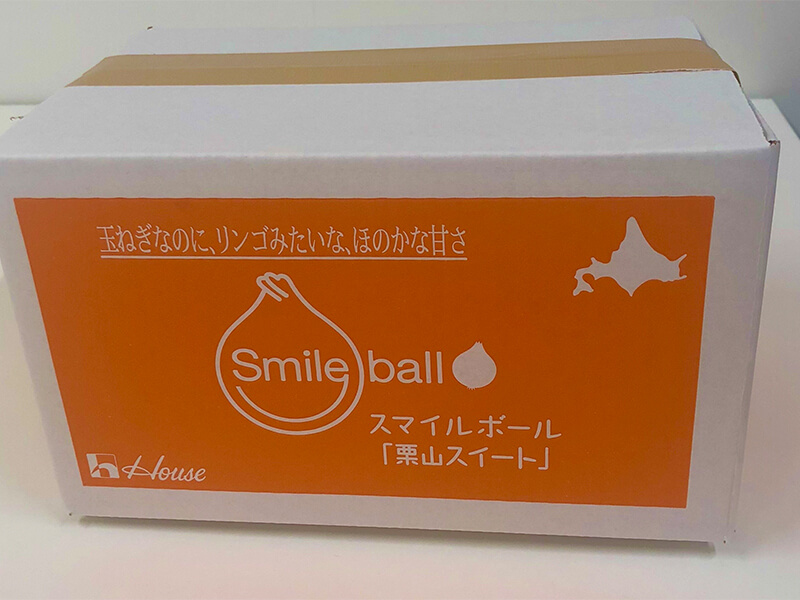 玉ねぎなのに、リンゴみたいな、ほのかな甘さ
Smile ball
スマイルボール
「栗山スイート」
House